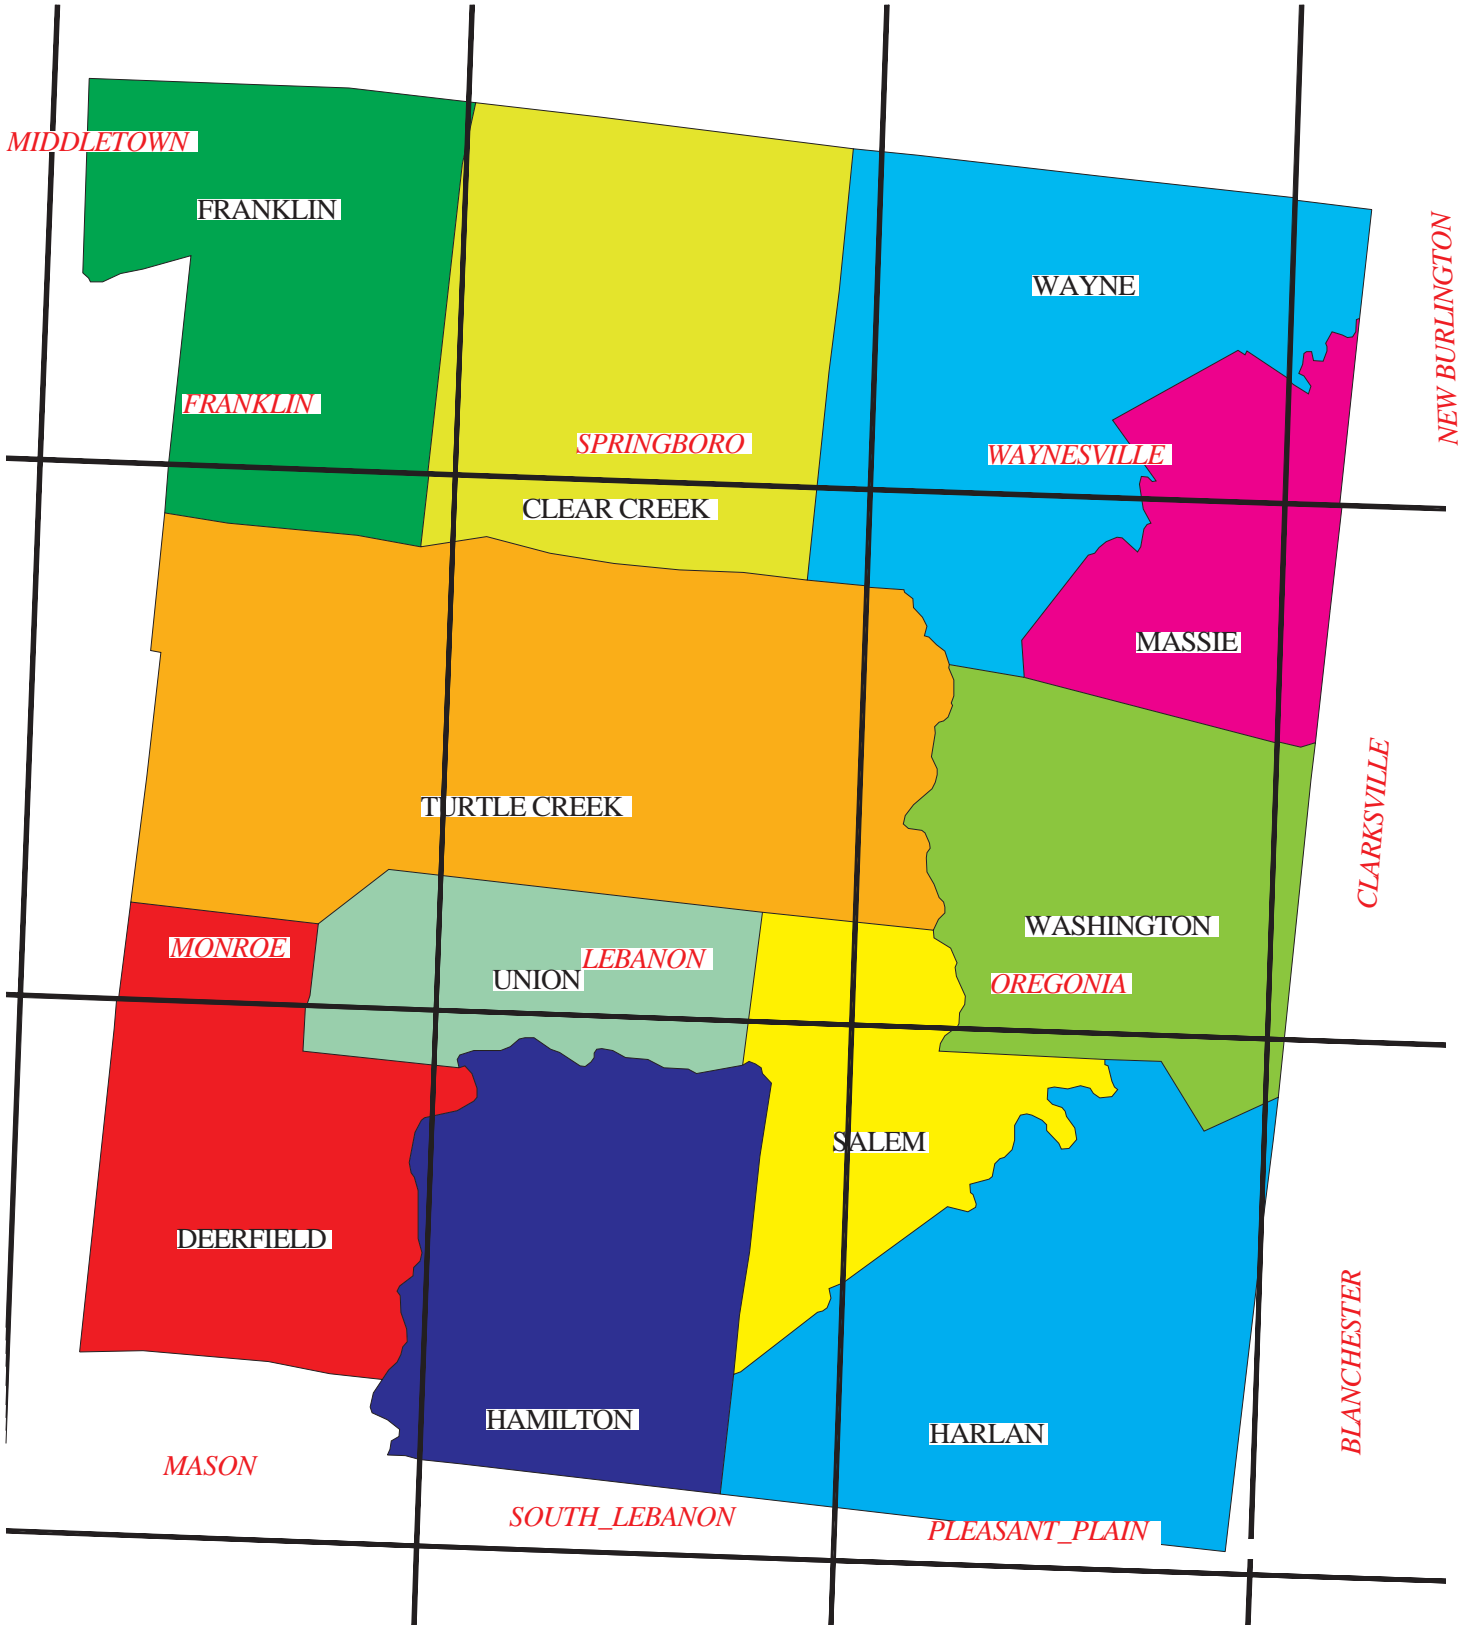 MIDDLETOWN
FRANKLIN
NEW BURLINGTON
WAYNE
FRANKLIN
SPRINGBORO
WAYNESVILLE
CLEAR CREEK
MASSIE
CLARKSVILLE
TURTLE CREEK
WASHINGTON
MONROE
LEBANON
UNION
OREGONIA
SALEM
DEERFIELD
BLANCHESTER
HAMILTON
HARLAN
MASON
SOUTH_LEBANON
PLEASANT_PLAIN